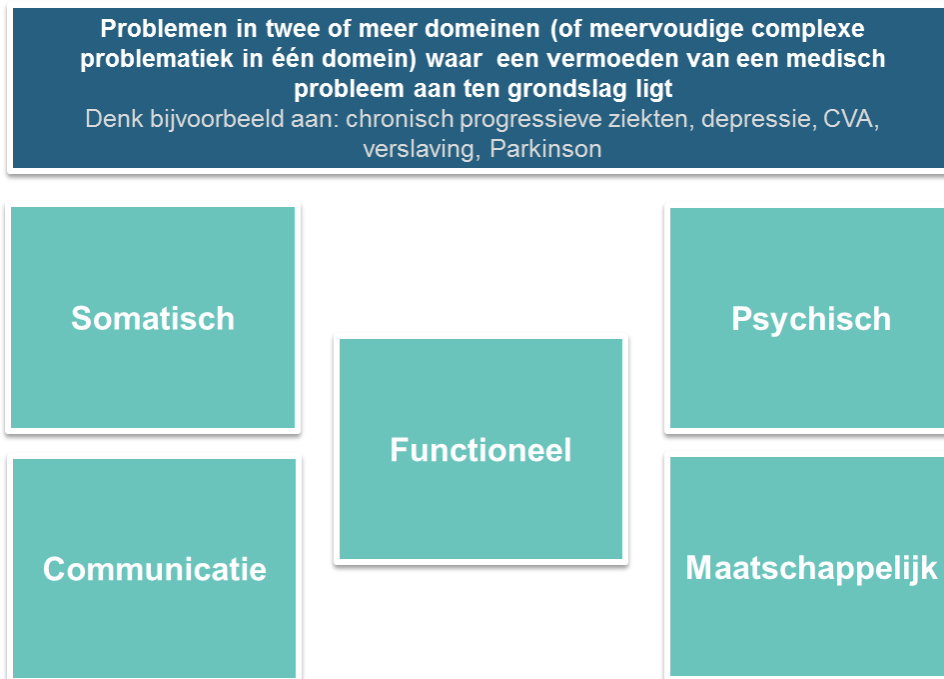 Problemen in twee of meer domeinen (of meervoudige complexe
problematiek in één domein) waar een vermoeden van een medisch
probleem aan ten grondslag ligt
Denk bijvoorbeeld aan: chronisch progressieve ziekten, depressie, CVA,
verslaving, Parkinson
Somatisch
Psychisch
Functioneel
Communicatie
Maatschappelijk